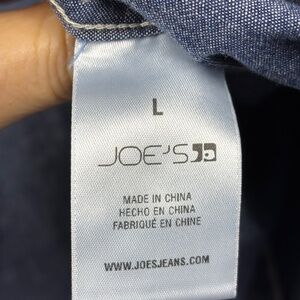 L
JOE'S
MADE IN CHINA
HECHO EN CHINA
FABRIQUÉ EN CHINE
WWW.JOESJEANS.COM